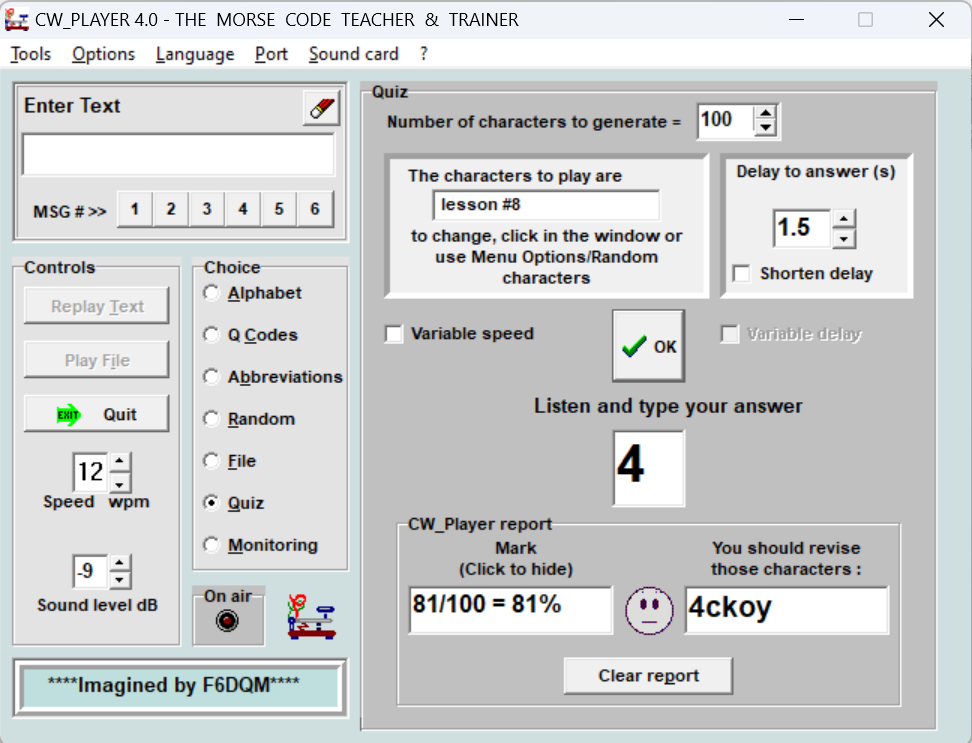 CW_PLAYER 4.0 - THE MORSE CODE TEACHER & TRAINER
Tools Options Language Port Sound card ?
Enter Text
MSG # >> 1 2 3 4 5 6
Controls
Replay Text
Play File
EXIT Quit
12
Speed wpm
-9
Sound level dB
Choice
Alphabet
Q Codes
Abbreviations
Random
File
Quiz
Monitoring
On air
****Imagined by F6DQM****
Quiz
Number of characters to generate = 100
The characters to play are
lesson #8
to change, click in the window or
use Menu Options/Random
characters
Delay to answer (s)
1.5
Shorten delay
Variable speed
OK
Variable delay
Listen and type your answer
4
CW_Player report
Mark
(Click to hide)
81/100 = 81%
You should revise
those characters :
4ckoy
Clear report